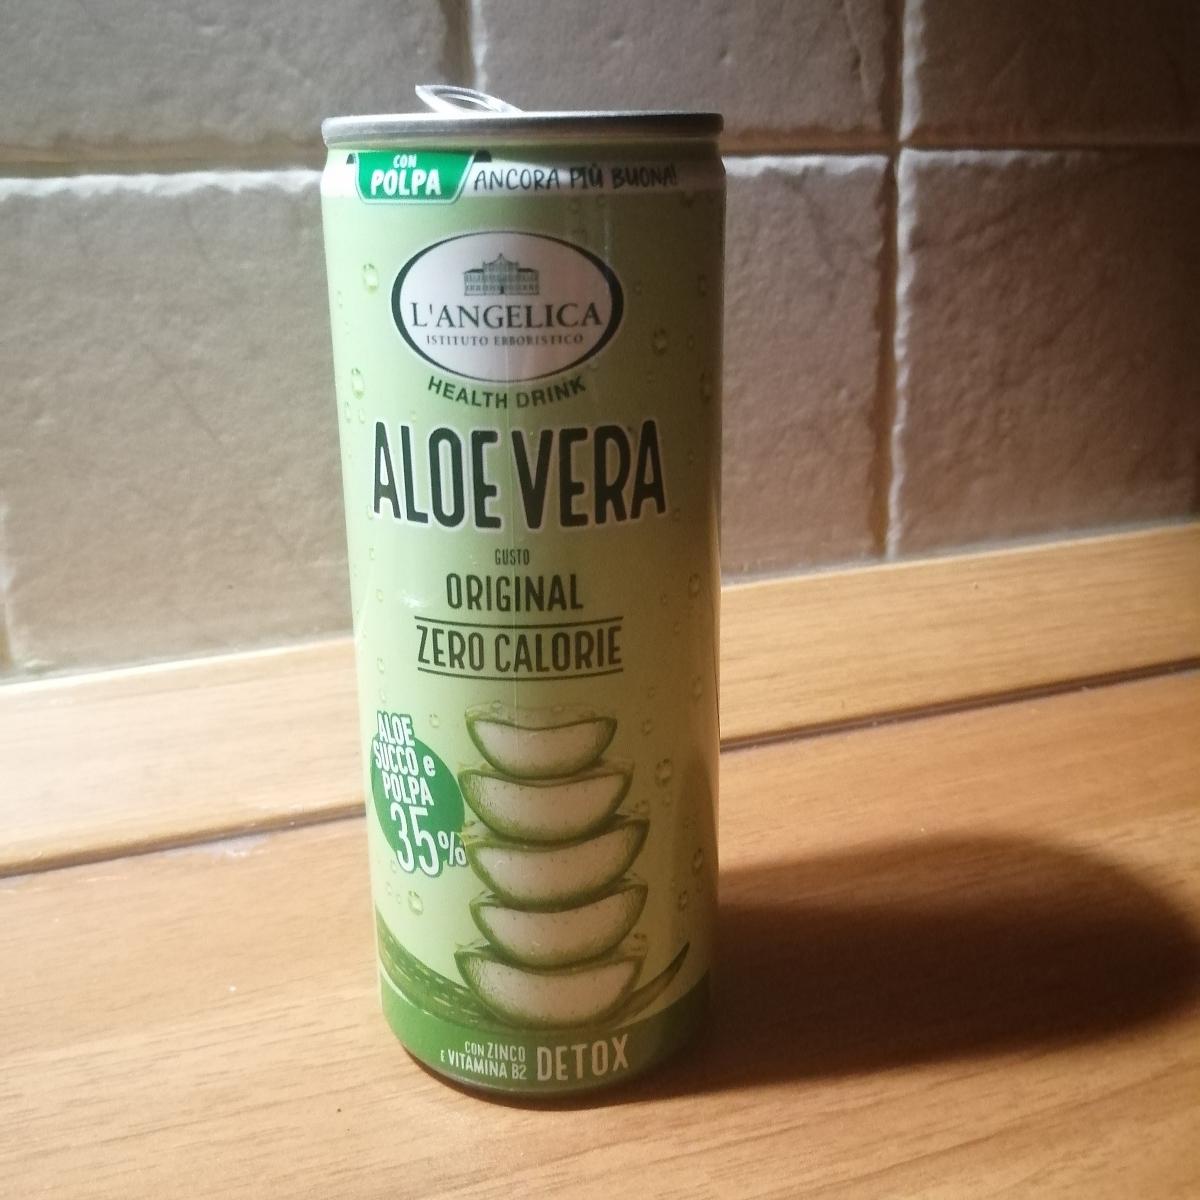 CON
POLPA
ANCORA PIÙ BUONA!
L'ANGELICA
ISTITUTO ERBORISTICO
HEALTH DRINK
ALOE VERA
GUSTO
ORIGINAL
ZERO CALORIE
ALOE
SUCCO e
POLPA
35%
CON ZINCO
E VITAMINA B2
DETOX